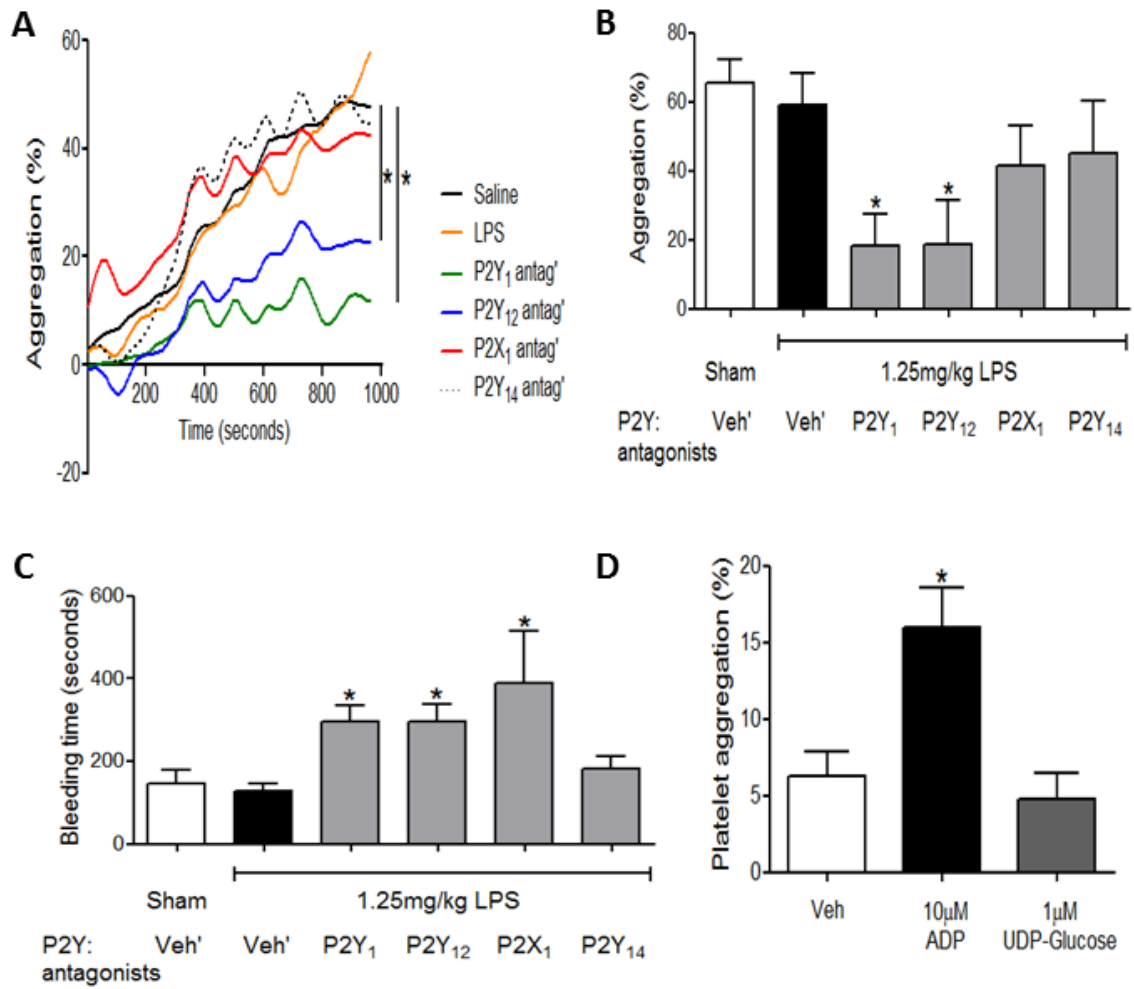 A
Aggregation (%)
60
40
20
0
-20
200 400 600 800 1000
Time (seconds)
* *
Saline
LPS
P2Y₁ antag'
P2Y₁₂ antag'
P2X₁ antag'
P2Y₁₄ antag'
B
Aggregation (%)
80
60
40
20
0
* *
Sham 1.25mg/kg LPS
P2Y: Veh' Veh' P2Y₁ P2Y₁₂ P2X₁ P2Y₁₄
antagonists
C
Bleeding time (seconds)
600
400
200
0
* * *
Sham 1.25mg/kg LPS
P2Y: Veh' Veh' P2Y₁ P2Y₁₂ P2X₁ P2Y₁₄
antagonists
D
Platelet aggregation (%)
20
15
10
5
0
*
Veh 10µM 1µM
ADP UDP-Glucose